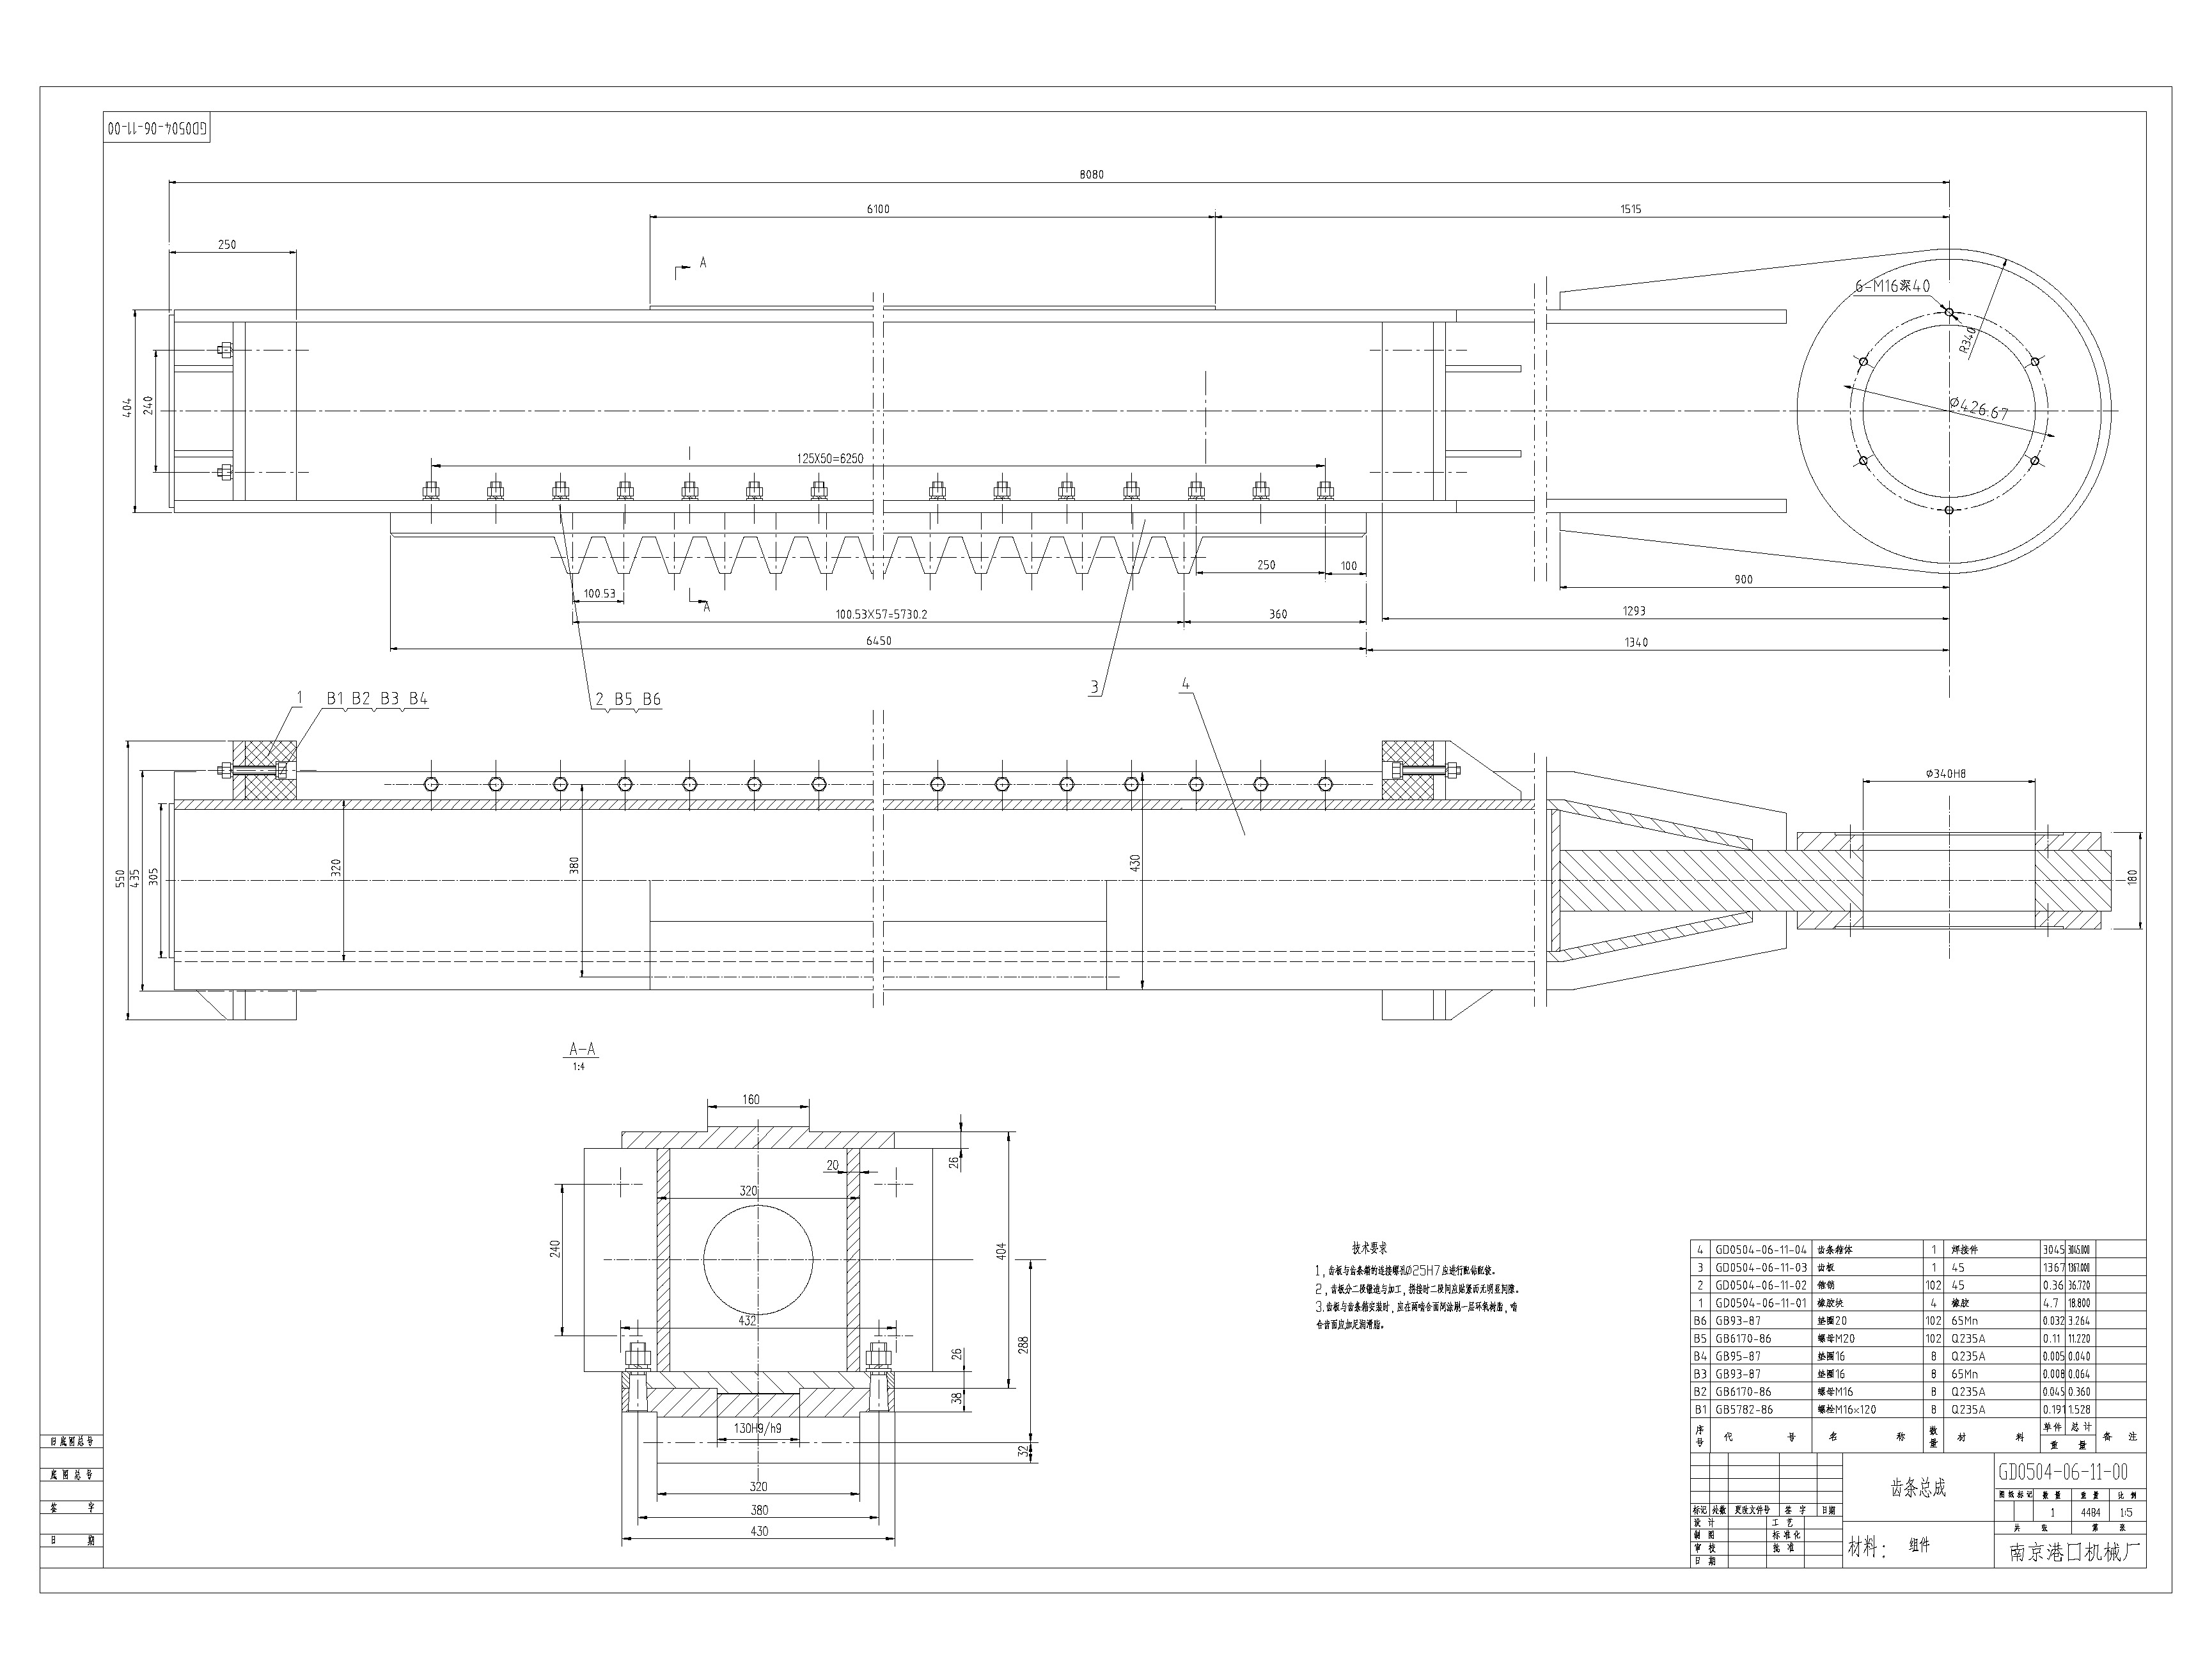 GD0504-06-11-00
8080
6100
1515
250
A
6-M16深40
R340
404
240
Φ426.67
125X50=6250
250
100
900
100.53
A
100.53X57=5730.2
360
1293
6450
1340
1
B1 B2 B3 B4
2 B5 B6
3
4
Φ340H8
550
435
305
320
380
430
180
A-A
1:4
160
26
20
320
240
404
432
288
26
38
130H9/h9
32
320
380
430
技术要求
1，齿板与齿条箱的连接螺孔Ø25H7应进行配钻配铰。
2，齿板分二段锻造与加工，拼接时二段间应贴紧而无明显间隙。
3.齿板与齿条箱安装时，应在两啮合面间涂刷一层环氧树脂，啮
合齿面应加足润滑脂。
4 GD0504-06-11-04 齿条箱体 1 焊接件 3045 3045.000
3 GD0504-06-11-03 齿板 1 45 1367 1367.000
2 GD0504-06-11-02 锥销 102 45 0.36 36.720
1 GD0504-06-11-01 橡胶块 4 橡胶 4.7 18.800
B6 GB93-87 垫圈20 102 65Mn 0.032 3.264
B5 GB6170-86 螺母M20 102 Q235A 0.11 11.220
B4 GB95-87 垫圈16 8 Q235A 0.005 0.040
B3 GB93-87 垫圈16 8 65Mn 0.008 0.064
B2 GB6170-86 螺母M16 8 Q235A 0.045 0.360
B1 GB5782-86 螺栓M16×120 8 Q235A 0.191 1.528
序号 代 号 名 称 数量 材 料 单件 总计 重 量 备 注
齿条总成
GD0504-06-11-00
图纸标记 数量 重量 比例
1 4484 1:5
共 张 第 张
标记 处数 更改文件号 签字 日期
设计 工艺
制图 标准化
审核 批准
日期
材料： 组件
南京港口机械厂
旧底图总号
底图总号
签 字
日 期